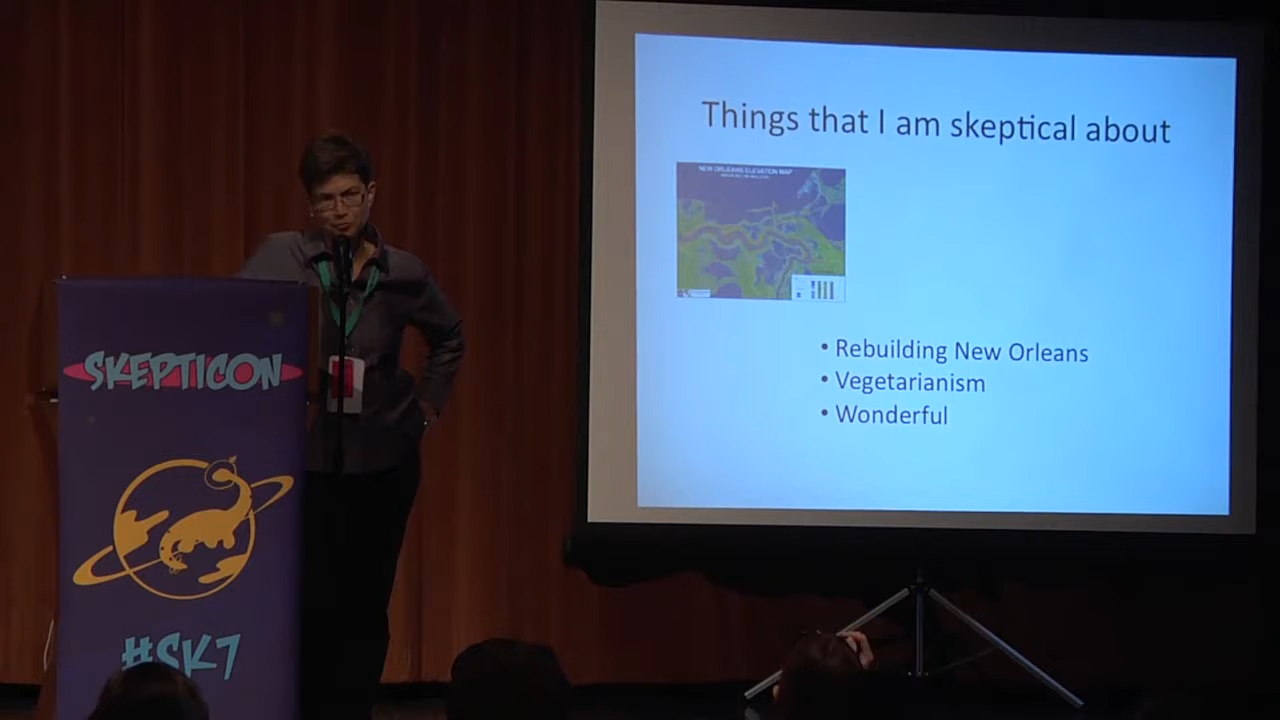 SKEPTICON
#SK7
Things that I am skeptical about
NEW ORLEANS ELEVATION MAP
• Rebuilding New Orleans
• Vegetarianism
• Wonderful